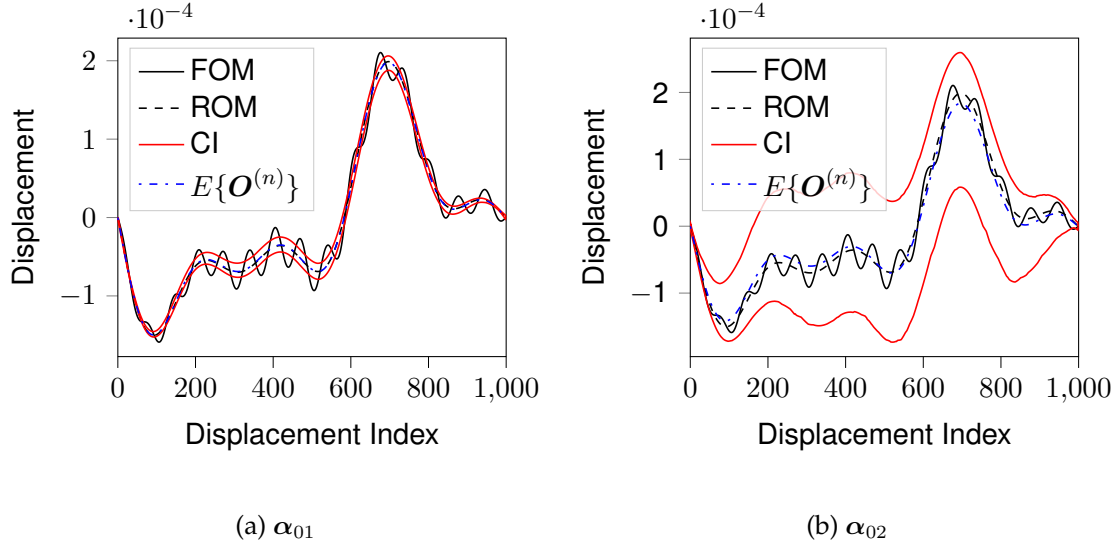 ·10⁻⁴
2
1
0
−1
Displacement
FOM
ROM
CI
E{O⁽ⁿ⁾}
0
200
400
600
800
1,000
Displacement Index
(a) α₀₁
·10⁻⁴
2
1
0
−1
Displacement
FOM
ROM
CI
E{O⁽ⁿ⁾}
0
200
400
600
800
1,000
Displacement Index
(b) α₀₂